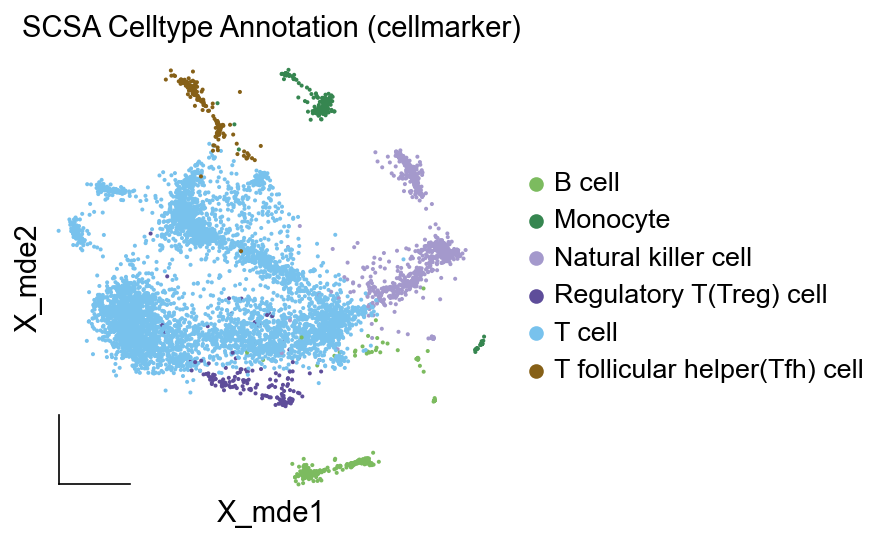 SCSA Celltype Annotation (cellmarker)
B cell
Monocyte
Natural killer cell
Regulatory T(Treg) cell
T cell
T follicular helper(Tfh) cell
X_mde2
X_mde1